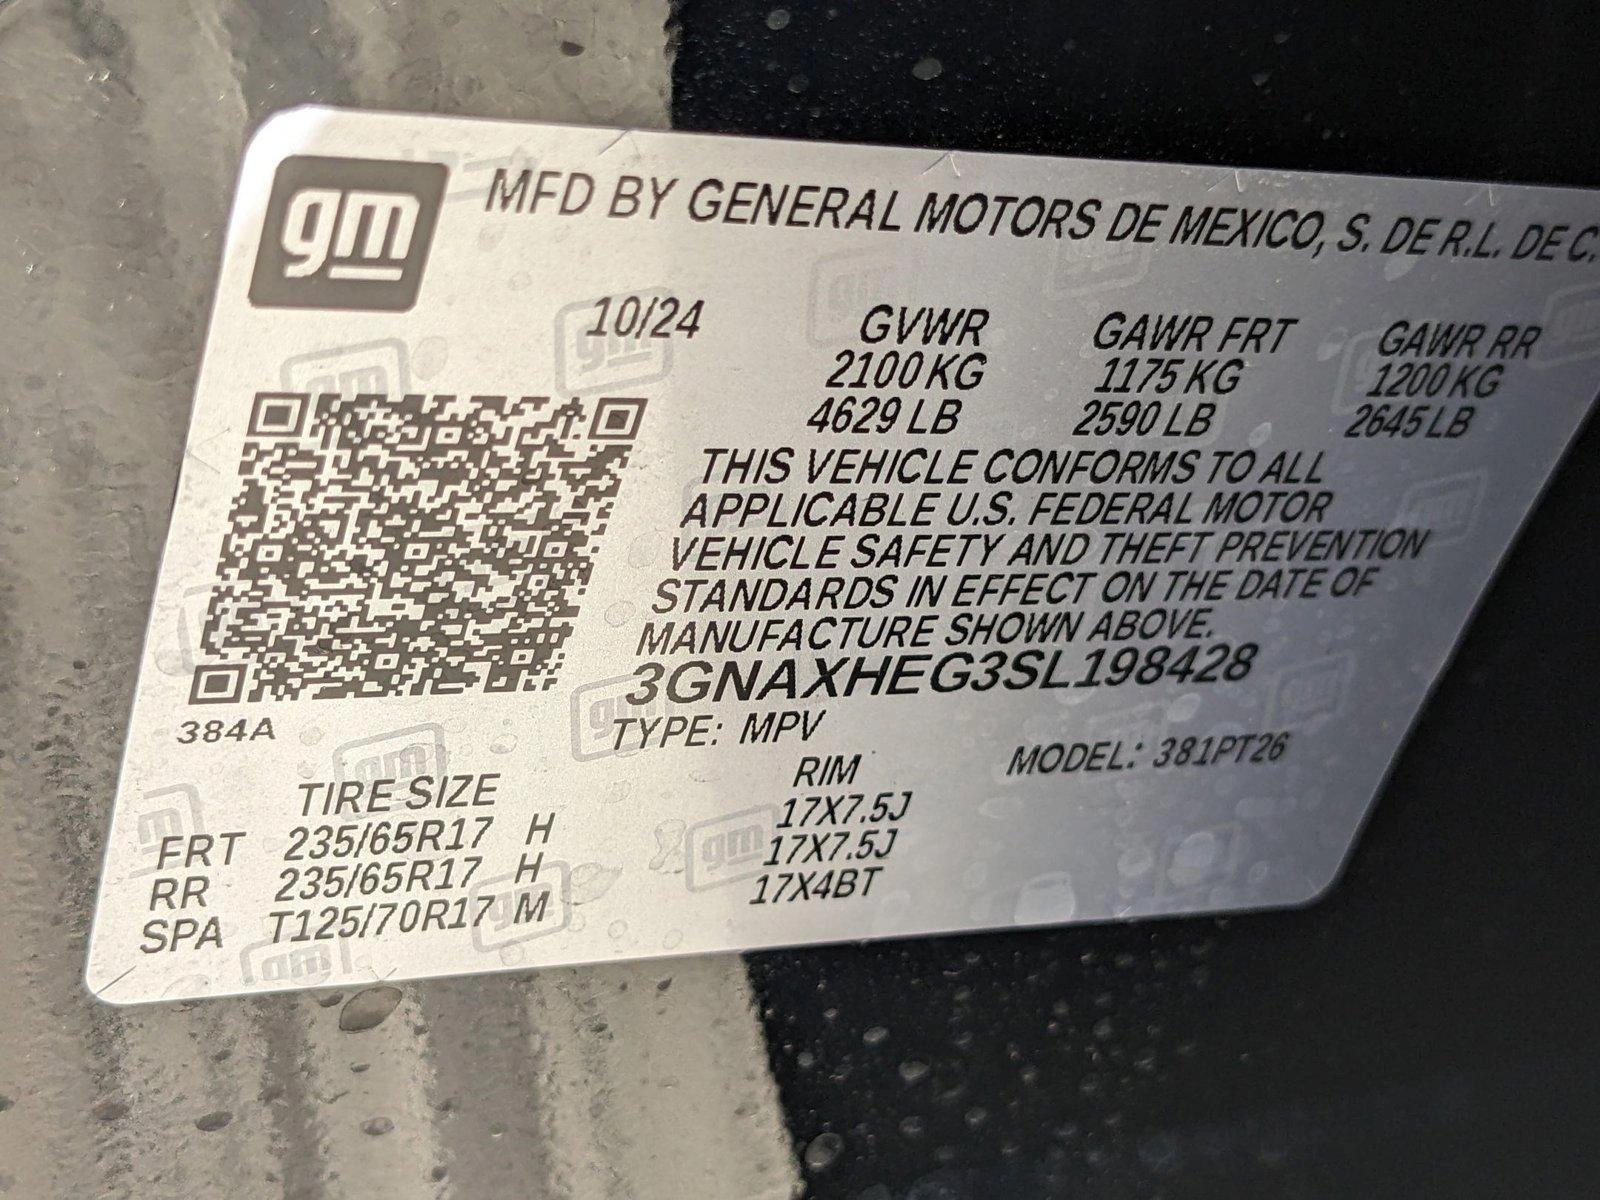 gm
MFD BY GENERAL MOTORS DE MEXICO, S. DE R.L. DE C.
10/24
GVWR GAWR FRT GAWR RR
2100 KG 1175 KG 1200 KG
4629 LB 2590 LB 2645 LB
THIS VEHICLE CONFORMS TO ALL
APPLICABLE U.S. FEDERAL MOTOR
VEHICLE SAFETY AND THEFT PREVENTION
STANDARDS IN EFFECT ON THE DATE OF
MANUFACTURE SHOWN ABOVE.
3GNAXHEG3SL198428
384A
TYPE: MPV MODEL: 381PT26
TIRE SIZE RIM
FRT 235/65R17 H 17X7.5J
RR 235/65R17 H 17X7.5J
SPA T125/70R17 M 17X4BT